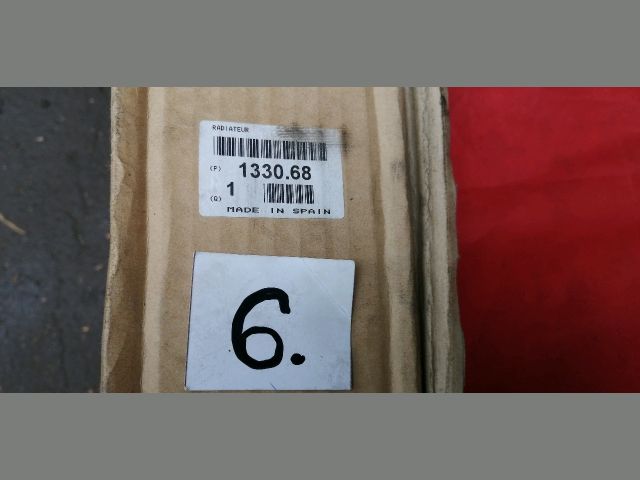 RADIATEUR
(P) 1330.68
(Q) 1
MADE IN SPAIN
6.